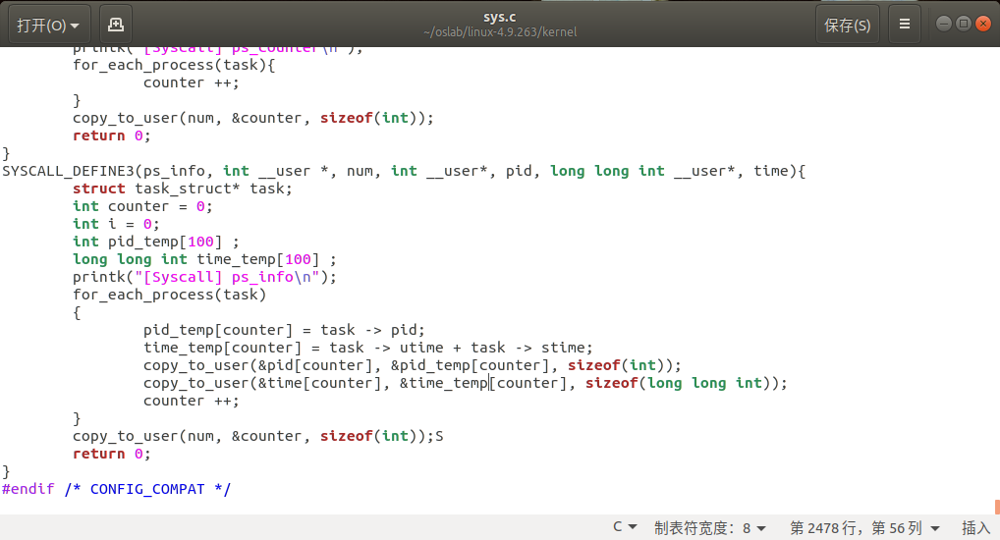 打开(O)
sys.c
~/oslab/linux-4.9.263/kernel
保存(S)
printk("[Syscall] ps_counter\n");
for_each_process(task){
counter ++;
}
copy_to_user(num, &counter, sizeof(int));
return 0;
}
SYSCALL_DEFINE3(ps_info, int __user *, num, int __user*, pid, long long int __user*, time){
struct task_struct* task;
int counter = 0;
int i = 0;
int pid_temp[100] ;
long long int time_temp[100] ;
printk("[Syscall] ps_info\n");
for_each_process(task)
{
pid_temp[counter] = task -> pid;
time_temp[counter] = task -> utime + task -> stime;
copy_to_user(&pid[counter], &pid_temp[counter], sizeof(int));
copy_to_user(&time[counter], &time_temp[counter], sizeof(long long int));
counter ++;
}
copy_to_user(num, &counter, sizeof(int));S
return 0;
}
#endif /* CONFIG_COMPAT */
C 制表符宽度：8 第 2478 行，第 56 列 插入